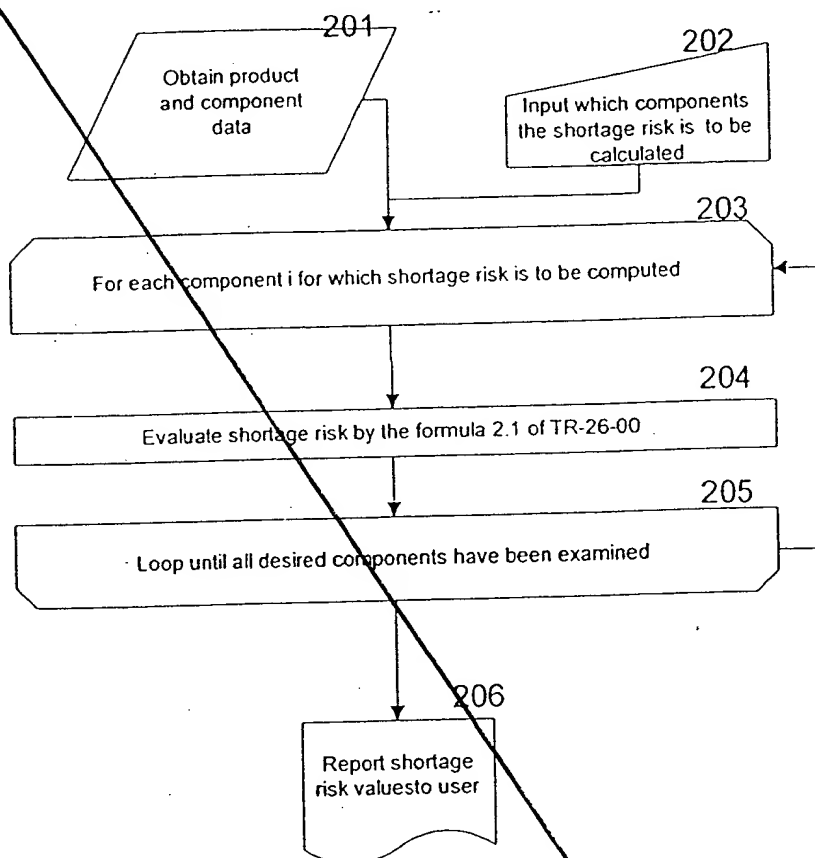 201
Obtain product
and component
data
202
Input which components
the shortage risk is to be
calculated
203
For each component i for which shortage risk is to be computed
204
Evaluate shortage risk by the formula 2.1 of TR-26-00
205
Loop until all desired components have been examined
206
Report shortage
risk valuesto user